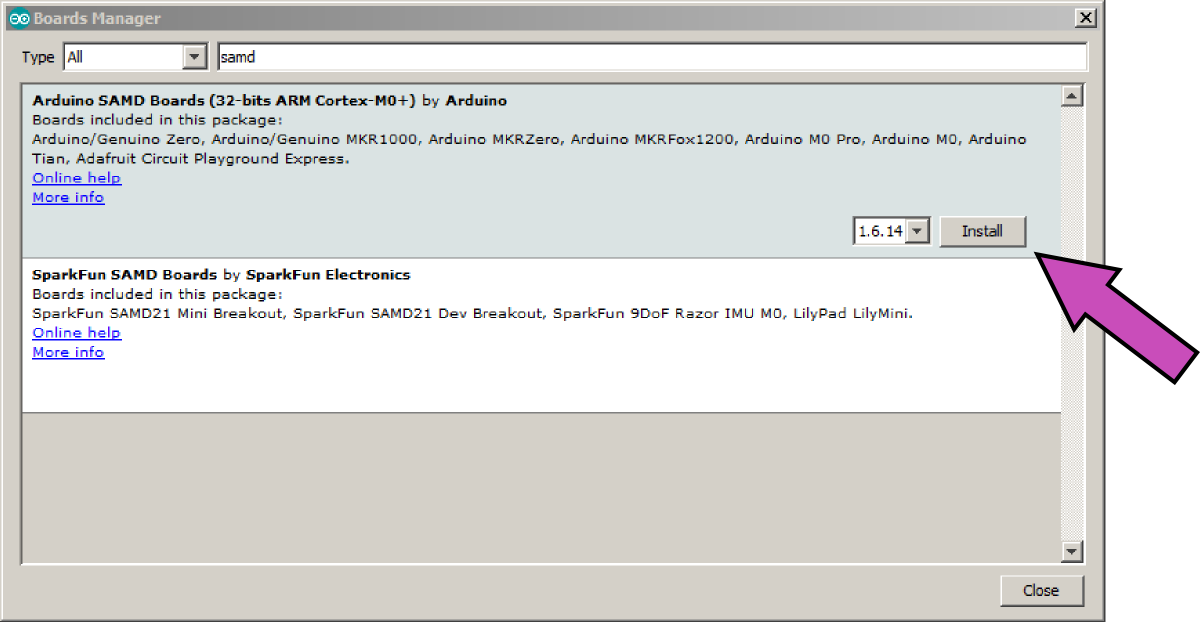 Boards Manager
Type All samd
Arduino SAMD Boards (32-bits ARM Cortex-M0+) by Arduino
Boards included in this package:
Arduino/Genuino Zero, Arduino/Genuino MKR1000, Arduino MKRZero, Arduino MKRFox1200, Arduino M0 Pro, Arduino M0, Arduino
Tian, Adafruit Circuit Playground Express.
Online help
More info
1.6.14 Install
SparkFun SAMD Boards by SparkFun Electronics
Boards included in this package:
SparkFun SAMD21 Mini Breakout, SparkFun SAMD21 Dev Breakout, SparkFun 9DoF Razor IMU M0, LilyPad LilyMini.
Online help
More info
Close